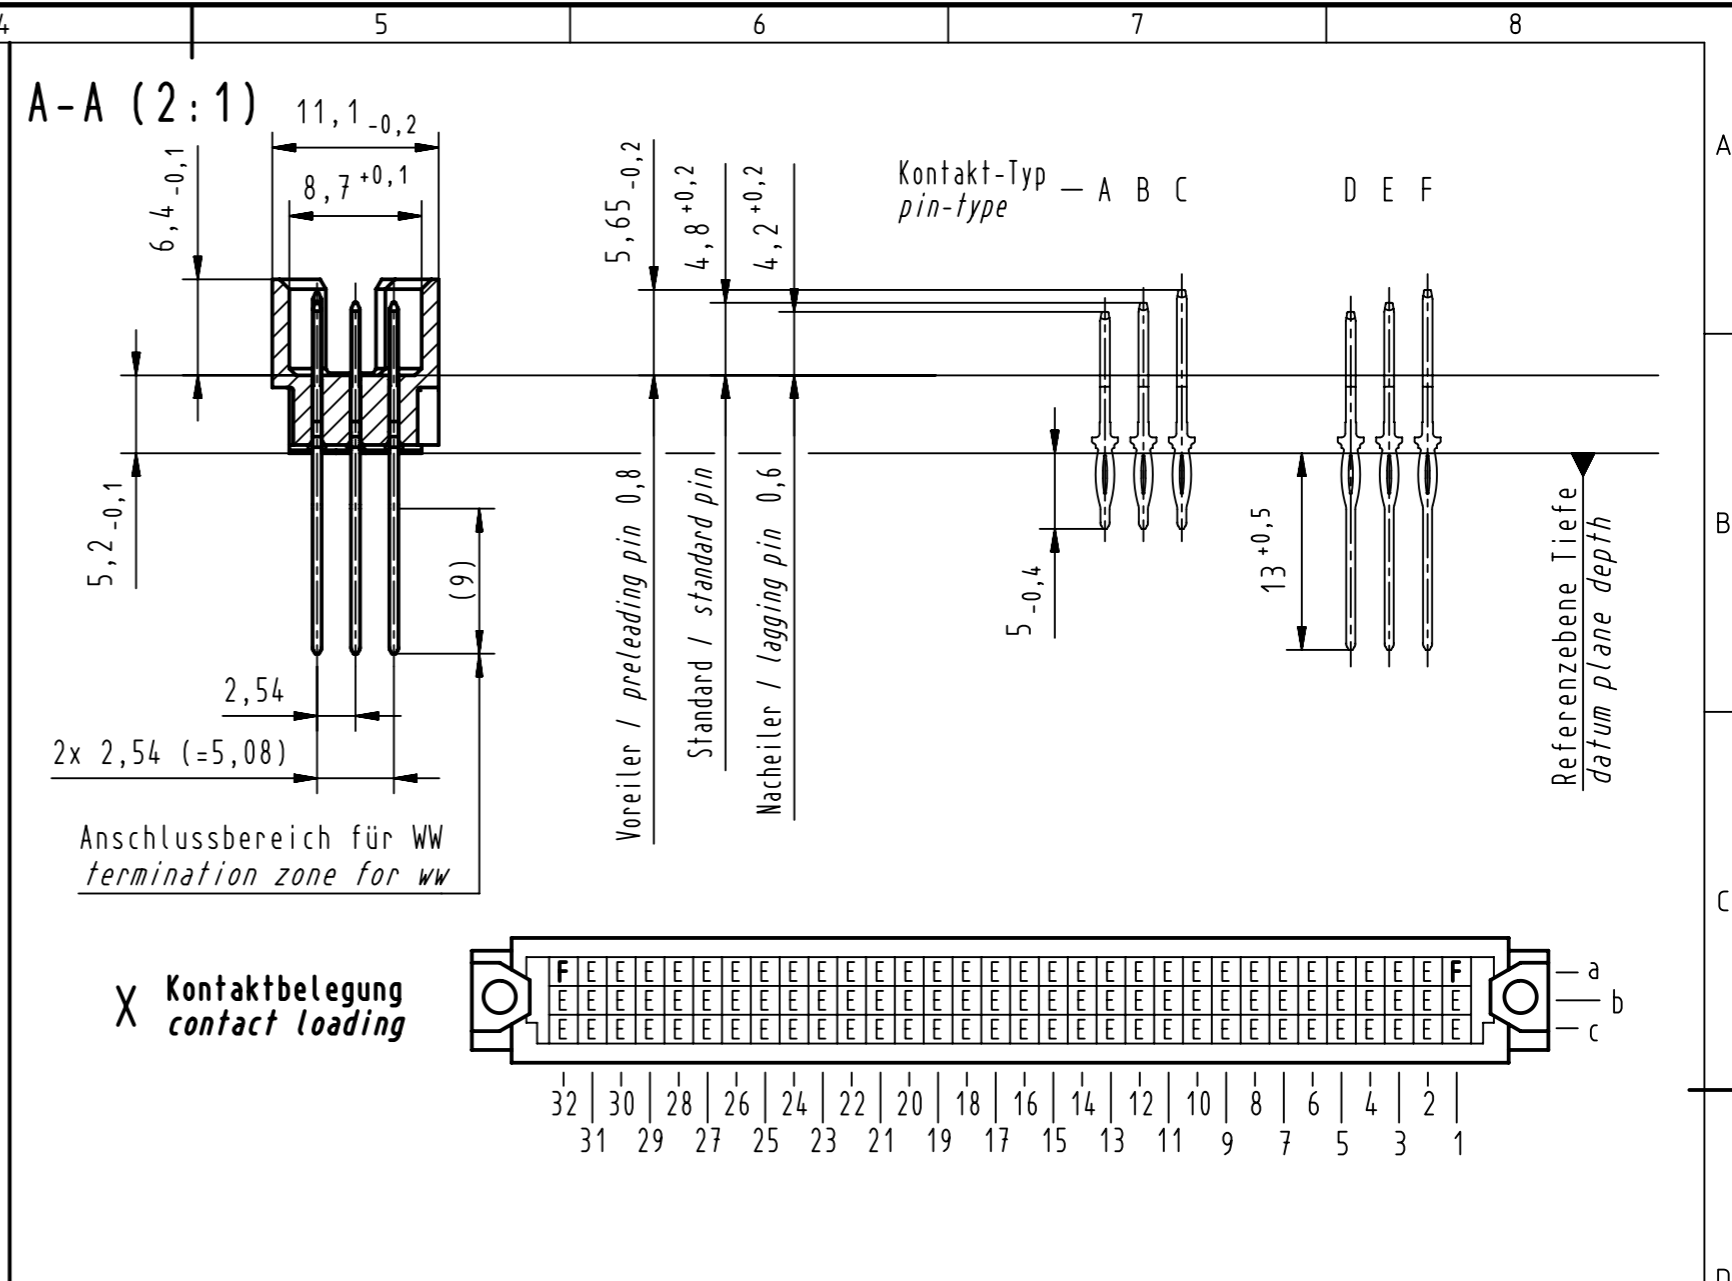 4 5 6 7 8
A
B
C
D
A-A (2:1)
11,1 -0,2
8,7 +0,1
6,4 -0,1
5,2 -0,1
(9)
2,54
2x 2,54 (=5,08)
Anschlussbereich für WW
termination zone for ww
5,65 -0,2
4,8 +0,2
4,2 +0,2
Voreiler / preleading pin 0,8
Standard / standard pin
Nacheiler / lagging pin 0,6
Kontakt-Typ
pin-type
A B C D E F
5 -0,4
13 +0,5
Referenzebene Tiefe
datum plane depth
X
Kontaktbelegung
contact loading
F E E E E E E E E E E E E E E E E E E E E E E E E E E E E E E F a
E E E E E E E E E E E E E E E E E E E E E E E E E E E E E E E E b
E E E E E E E E E E E E E E E E E E E E E E E E E E E E E E E E c
32 30 28 26 24 22 20 18 16 14 12 10 8 6 4 2
31 29 27 25 23 21 19 17 15 13 11 9 7 5 3 1